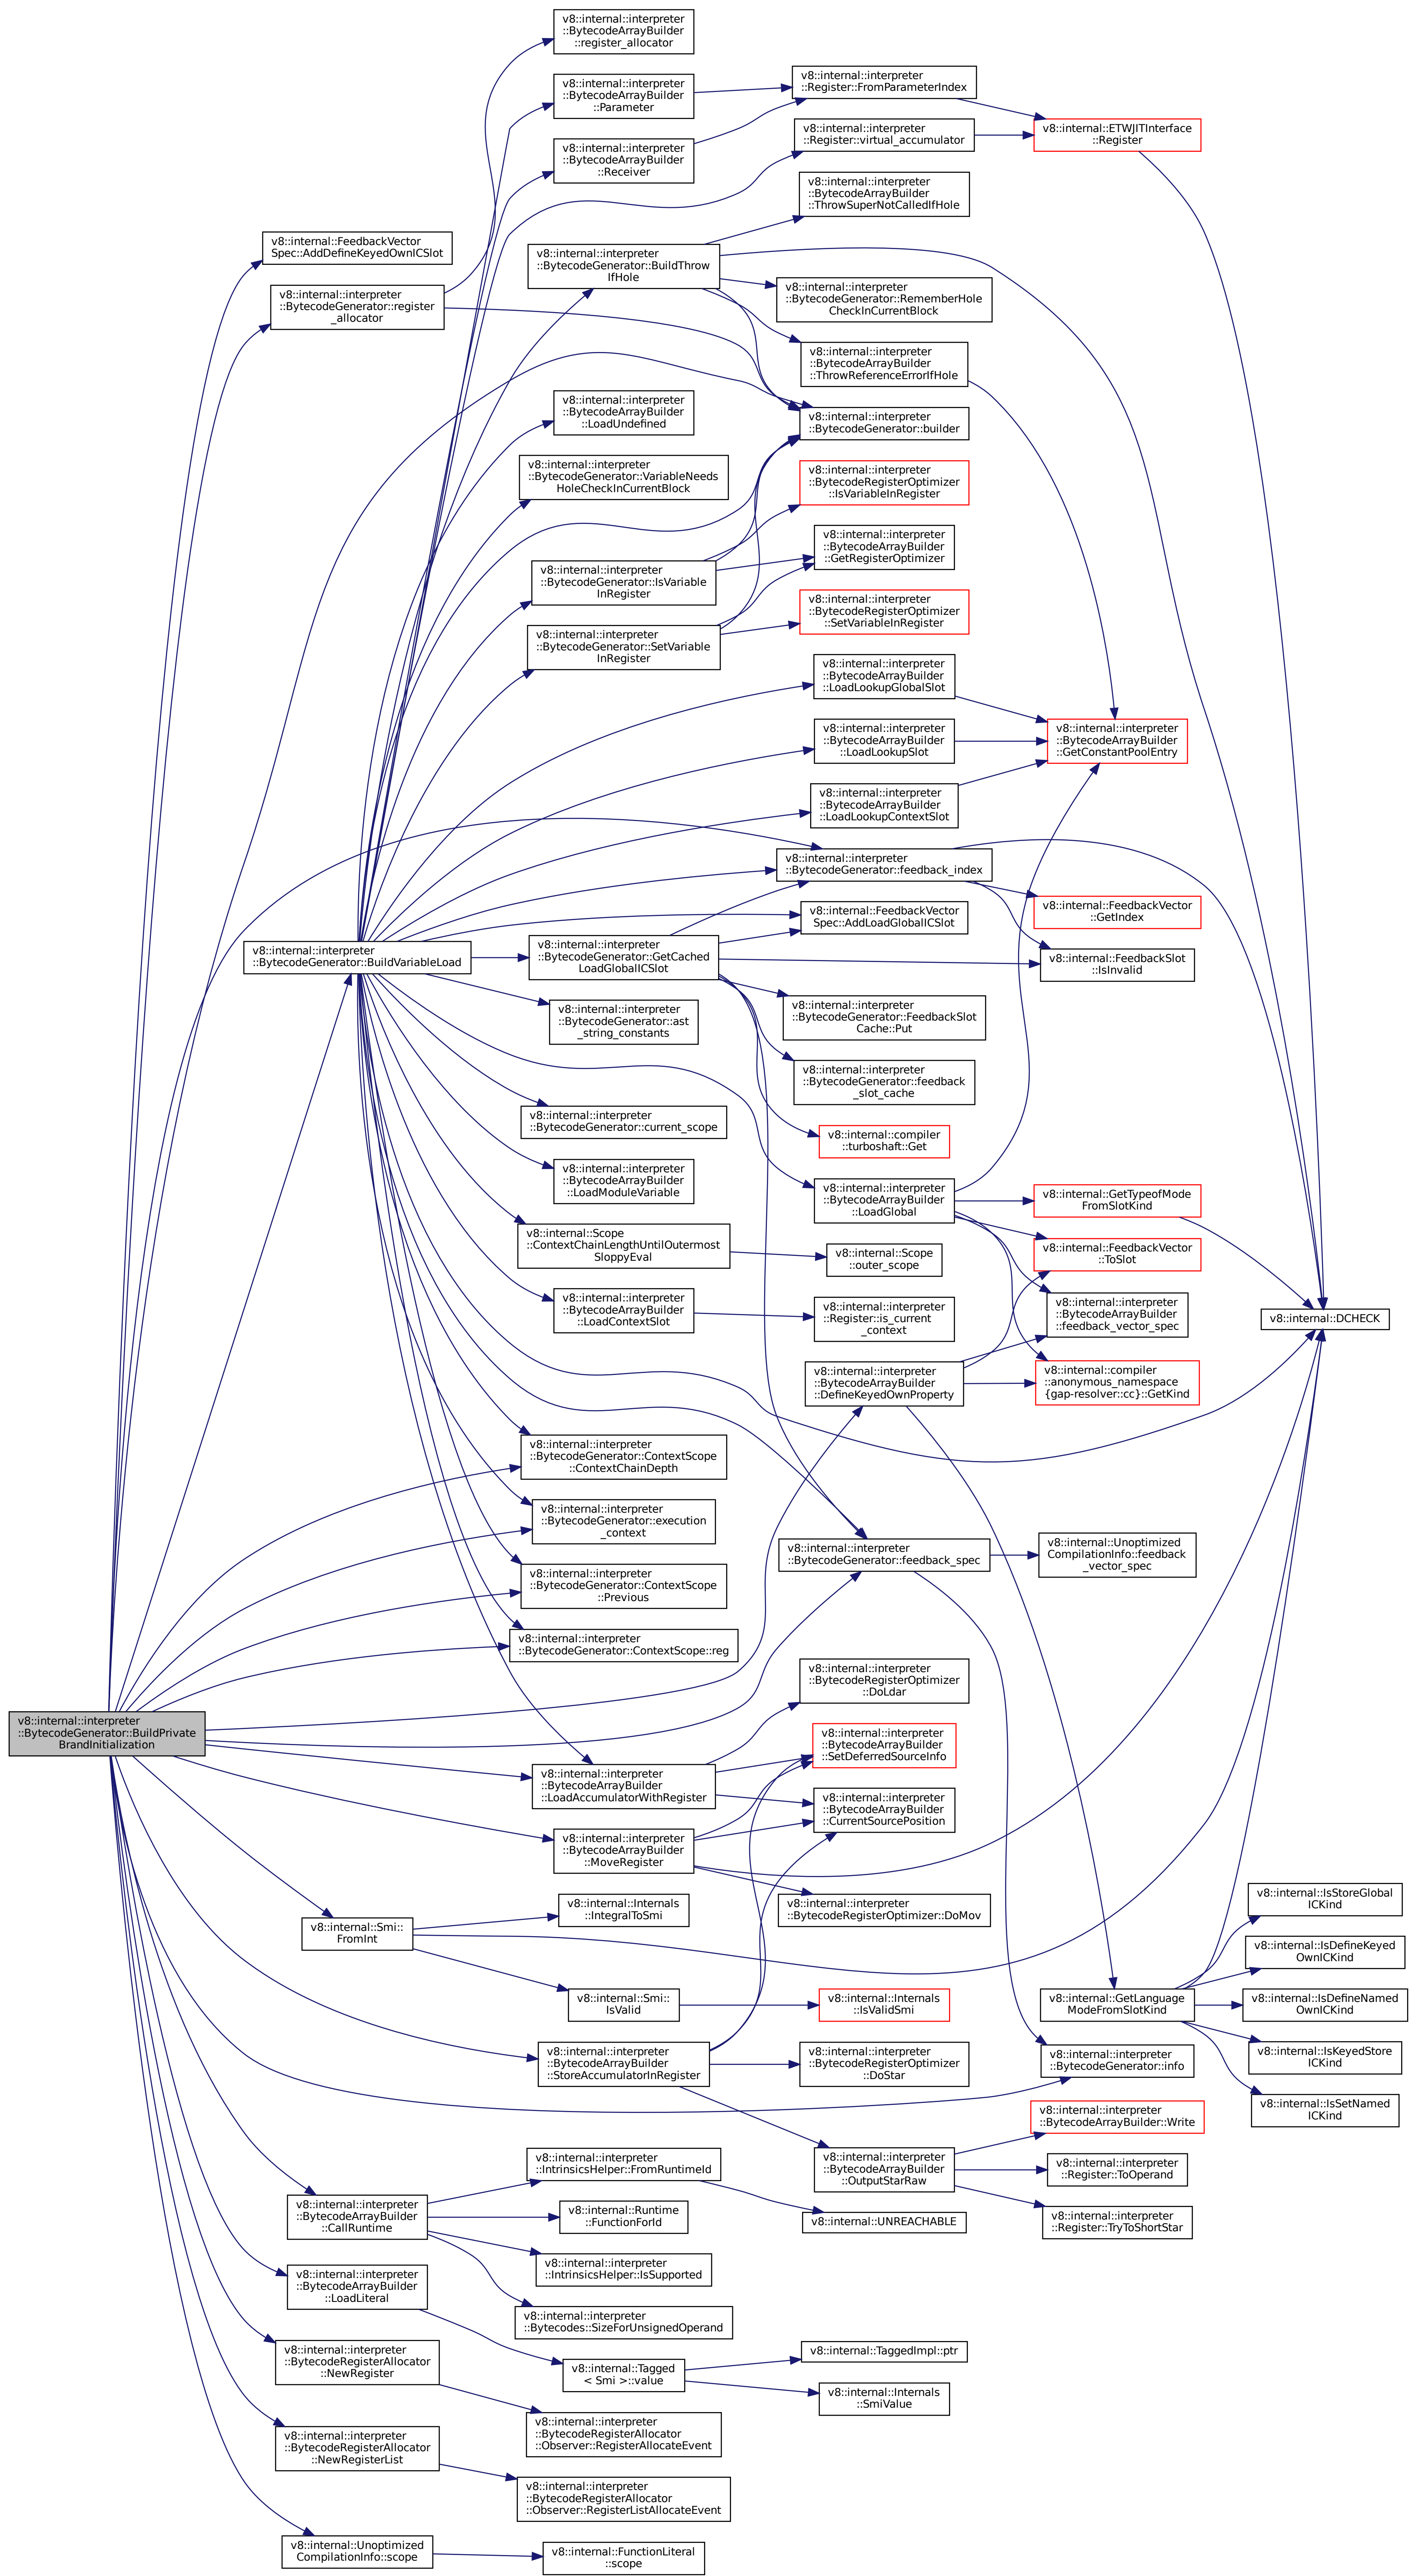 v8::internal::interpreter
::BytecodeArrayBuilder
::register_allocator
v8::internal::interpreter
::BytecodeArrayBuilder
::Parameter
v8::internal::interpreter
::Register::FromParameterIndex
v8::internal::ETWJITInterface
::Register
v8::internal::interpreter
::Register::virtual_accumulator
v8::internal::interpreter
::BytecodeArrayBuilder
::Receiver
v8::internal::interpreter
::BytecodeArrayBuilder
::ThrowSuperNotCalledIfHole
v8::internal::FeedbackVector
Spec::AddDefineKeyedOwnICSlot
v8::internal::interpreter
::BytecodeGenerator::BuildThrow
IfHole
v8::internal::interpreter
::BytecodeGenerator::RememberHole
CheckInCurrentBlock
v8::internal::interpreter
::BytecodeGenerator::register
_allocator
v8::internal::interpreter
::BytecodeArrayBuilder
::ThrowReferenceErrorIfHole
v8::internal::interpreter
::BytecodeArrayBuilder
::LoadUndefined
v8::internal::interpreter
::BytecodeGenerator::builder
v8::internal::interpreter
::BytecodeGenerator::VariableNeeds
HoleCheckInCurrentBlock
v8::internal::interpreter
::BytecodeRegisterOptimizer
::IsVariableInRegister
v8::internal::interpreter
::BytecodeArrayBuilder
::GetRegisterOptimizer
v8::internal::interpreter
::BytecodeGenerator::IsVariable
InRegister
v8::internal::interpreter
::BytecodeRegisterOptimizer
::SetVariableInRegister
v8::internal::interpreter
::BytecodeGenerator::SetVariable
InRegister
v8::internal::interpreter
::BytecodeArrayBuilder
::LoadLookupGlobalSlot
v8::internal::interpreter
::BytecodeArrayBuilder
::LoadLookupSlot
v8::internal::interpreter
::BytecodeArrayBuilder
::GetConstantPoolEntry
v8::internal::interpreter
::BytecodeArrayBuilder
::LoadLookupContextSlot
v8::internal::interpreter
::BytecodeGenerator::feedback_index
v8::internal::FeedbackVector
::GetIndex
v8::internal::FeedbackVector
Spec::AddLoadGlobalICSlot
v8::internal::interpreter
::BytecodeGenerator::BuildVariableLoad
v8::internal::interpreter
::BytecodeGenerator::GetCached
LoadGlobalICSlot
v8::internal::FeedbackSlot
::IsInvalid
v8::internal::interpreter
::BytecodeGenerator::FeedbackSlot
Cache::Put
v8::internal::interpreter
::BytecodeGenerator::ast
_string_constants
v8::internal::interpreter
::BytecodeGenerator::feedback
_slot_cache
v8::internal::interpreter
::BytecodeGenerator::current_scope
v8::internal::compiler
::turboshaft::Get
v8::internal::interpreter
::BytecodeArrayBuilder
::LoadModuleVariable
v8::internal::interpreter
::BytecodeArrayBuilder
::LoadGlobal
v8::internal::GetTypeofMode
FromSlotKind
v8::internal::Scope
::ContextChainLengthUntilOutermost
SloppyEval
v8::internal::Scope
::outer_scope
v8::internal::FeedbackVector
::ToSlot
v8::internal::interpreter
::BytecodeArrayBuilder
::LoadContextSlot
v8::internal::interpreter
::Register::is_current
_context
v8::internal::interpreter
::BytecodeArrayBuilder
::feedback_vector_spec
v8::internal::DCHECK
v8::internal::interpreter
::BytecodeArrayBuilder
::DefineKeyedOwnProperty
v8::internal::compiler
::anonymous_namespace
{gap-resolver::cc}::GetKind
v8::internal::interpreter
::BytecodeGenerator::ContextScope
::ContextChainDepth
v8::internal::interpreter
::BytecodeGenerator::execution
_context
v8::internal::interpreter
::BytecodeGenerator::feedback_spec
v8::internal::Unoptimized
CompilationInfo::feedback
_vector_spec
v8::internal::interpreter
::BytecodeGenerator::ContextScope
::Previous
v8::internal::interpreter
::BytecodeGenerator::ContextScope::reg
v8::internal::interpreter
::BytecodeRegisterOptimizer
::DoLdar
v8::internal::interpreter
::BytecodeGenerator::BuildPrivate
BrandInitialization
v8::internal::interpreter
::BytecodeArrayBuilder
::SetDeferredSourceInfo
v8::internal::interpreter
::BytecodeArrayBuilder
::LoadAccumulatorWithRegister
v8::internal::interpreter
::BytecodeArrayBuilder
::CurrentSourcePosition
v8::internal::interpreter
::BytecodeArrayBuilder
::MoveRegister
v8::internal::interpreter
::BytecodeRegisterOptimizer::DoMov
v8::internal::IsStoreGlobal
ICKind
v8::internal::Smi::
FromInt
v8::internal::Internals
::IntegralToSmi
v8::internal::IsDefineKeyed
OwnICKind
v8::internal::Smi::
IsValid
v8::internal::Internals
::IsValidSmi
v8::internal::GetLanguage
ModeFromSlotKind
v8::internal::IsDefineNamed
OwnICKind
v8::internal::interpreter
::BytecodeArrayBuilder
::StoreAccumulatorInRegister
v8::internal::interpreter
::BytecodeRegisterOptimizer
::DoStar
v8::internal::interpreter
::BytecodeGenerator::info
v8::internal::IsKeyedStore
ICKind
v8::internal::IsSetNamed
ICKind
v8::internal::interpreter
::BytecodeArrayBuilder::Write
v8::internal::interpreter
::IntrinsicsHelper::FromRuntimeId
v8::internal::interpreter
::BytecodeArrayBuilder
::OutputStarRaw
v8::internal::interpreter
::Register::ToOperand
v8::internal::interpreter
::BytecodeArrayBuilder
::CallRuntime
v8::internal::Runtime
::FunctionForId
v8::internal::UNREACHABLE
v8::internal::interpreter
::Register::TryToShortStar
v8::internal::interpreter
::IntrinsicsHelper::IsSupported
v8::internal::interpreter
::BytecodeArrayBuilder
::LoadLiteral
v8::internal::interpreter
::Bytecodes::SizeForUnsignedOperand
v8::internal::interpreter
::BytecodeRegisterAllocator
::NewRegister
v8::internal::Tagged
< Smi >::value
v8::internal::TaggedImpl::ptr
v8::internal::Internals
::SmiValue
v8::internal::interpreter
::BytecodeRegisterAllocator
::Observer::RegisterAllocateEvent
v8::internal::interpreter
::BytecodeRegisterAllocator
::NewRegisterList
v8::internal::interpreter
::BytecodeRegisterAllocator
::Observer::RegisterListAllocateEvent
v8::internal::Unoptimized
CompilationInfo::scope
v8::internal::FunctionLiteral
::scope